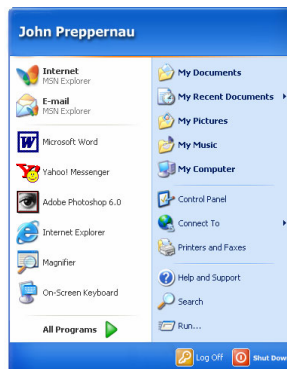 John Preppernau
Internet
MSN Explorer
E-mail
MSN Explorer
Microsoft Word
Yahoo! Messenger
Adobe Photoshop 6.0
Internet Explorer
Magnifier
On-Screen Keyboard
All Programs
My Documents
My Recent Documents
My Pictures
My Music
My Computer
Control Panel
Connect To
Printers and Faxes
Help and Support
Search
Run...
Log Off
Shut Dow